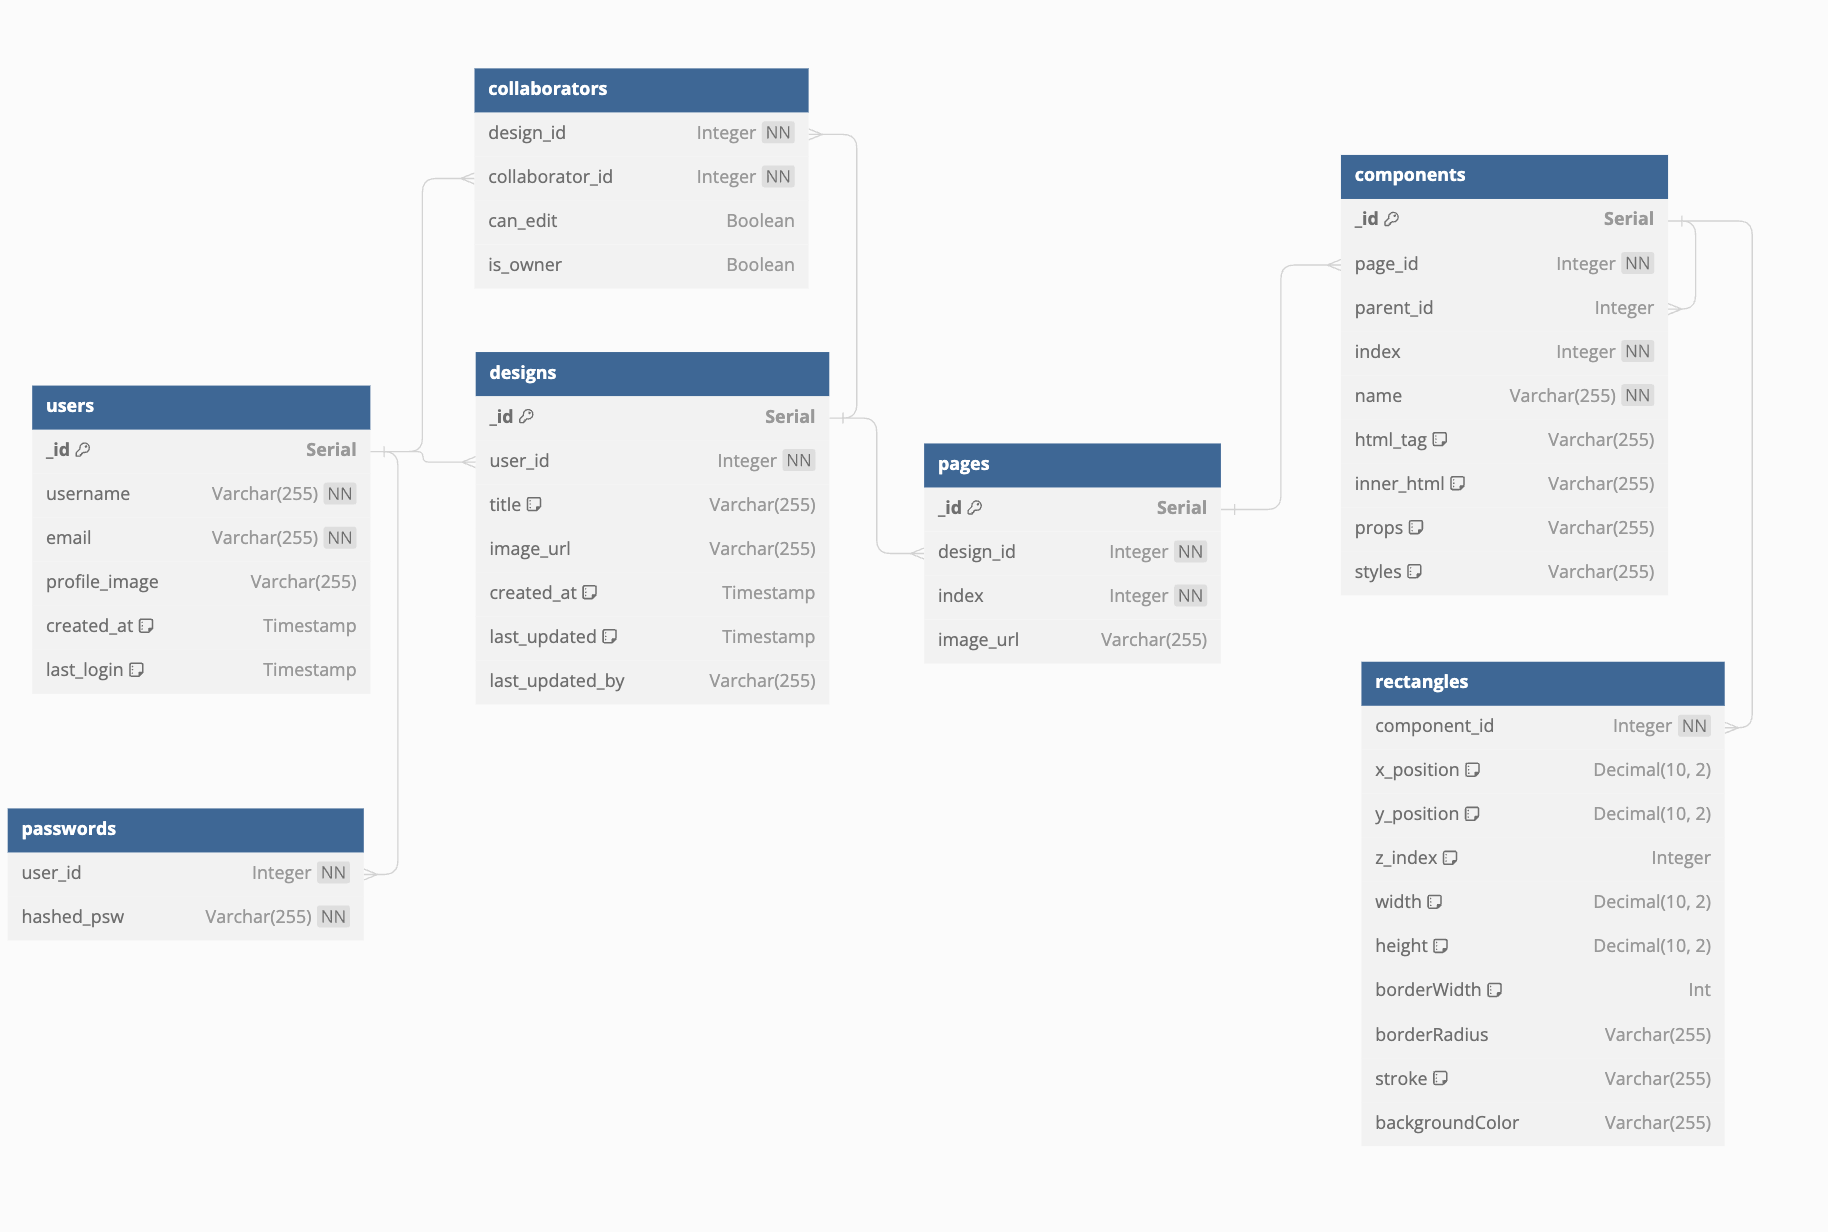 collaborators
design_id Integer NN
collaborator_id Integer NN
can_edit Boolean
is_owner Boolean
users
_id Serial
username Varchar(255) NN
email Varchar(255) NN
profile_image Varchar(255)
created_at Timestamp
last_login Timestamp
passwords
user_id Integer NN
hashed_psw Varchar(255) NN
designs
_id Serial
user_id Integer NN
title Varchar(255)
image_url Varchar(255)
created_at Timestamp
last_updated Timestamp
last_updated_by Varchar(255)
pages
_id Serial
design_id Integer NN
index Integer NN
image_url Varchar(255)
components
_id Serial
page_id Integer NN
parent_id Integer
index Integer NN
name Varchar(255) NN
html_tag Varchar(255)
inner_html Varchar(255)
props Varchar(255)
styles Varchar(255)
rectangles
component_id Integer NN
x_position Decimal(10, 2)
y_position Decimal(10, 2)
z_index Integer
width Decimal(10, 2)
height Decimal(10, 2)
borderWidth Int
borderRadius Varchar(255)
stroke Varchar(255)
backgroundColor Varchar(255)